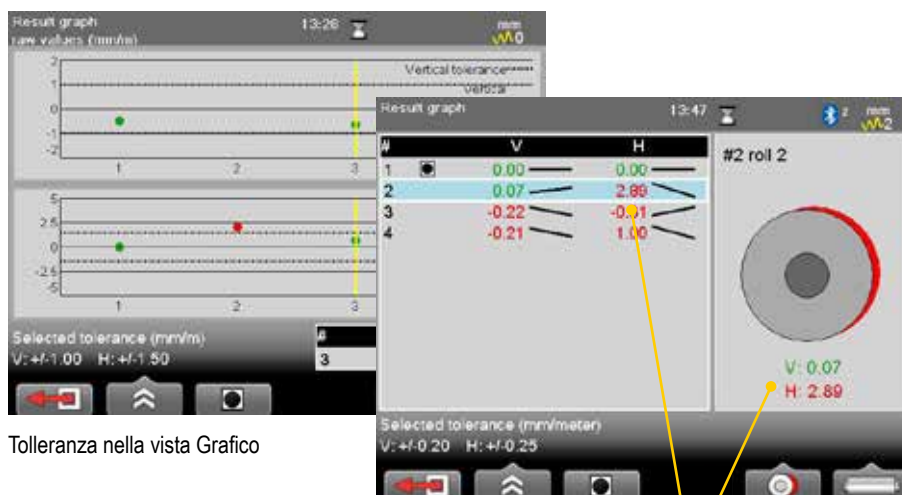 Result graph
raw values (mm/m)
13:26
mm
0
2
1
0
-1
-2
Vertical tolerance
vertical
1 2 3
5
2.5
0
-2.5
-5
1 2 3
Selected tolerance (mm/m)
V: +/-1.00 H: +/-1.50
#
3
Tolleranza nella vista Grafico
Result graph
13:47
2
mm
2
# V H
1 0.00 0.00
2 0.07 2.89
3 -0.22
4 -0.21 1.00
#2 roll 2
V: 0.07
H: 2.89
Selected tolerance (mm/meter)
V: +/-0.20 H: +/-0.25